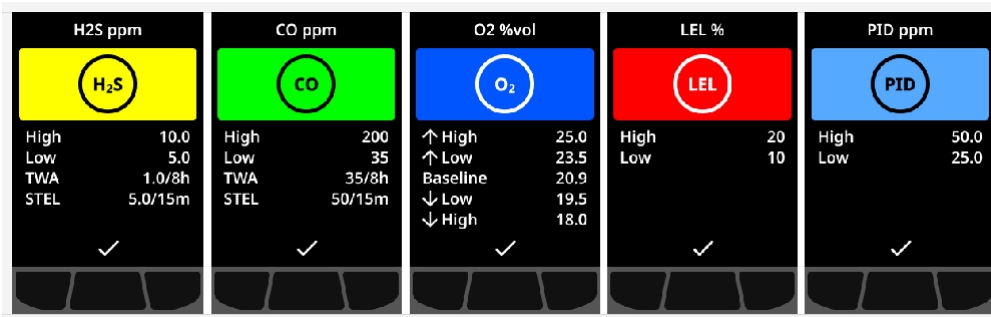 H2S ppm
H₂S
High 10.0
Low 5.0
TWA 1.0/8h
STEL 5.0/15m
CO ppm
CO
High 200
Low 35
TWA 35/8h
STEL 50/15m
O2 %vol
O₂
↑ High 25.0
↑ Low 23.5
Baseline 20.9
↓ Low 19.5
↓ High 18.0
LEL %
LEL
High 20
Low 10
PID ppm
PID
High 50.0
Low 25.0